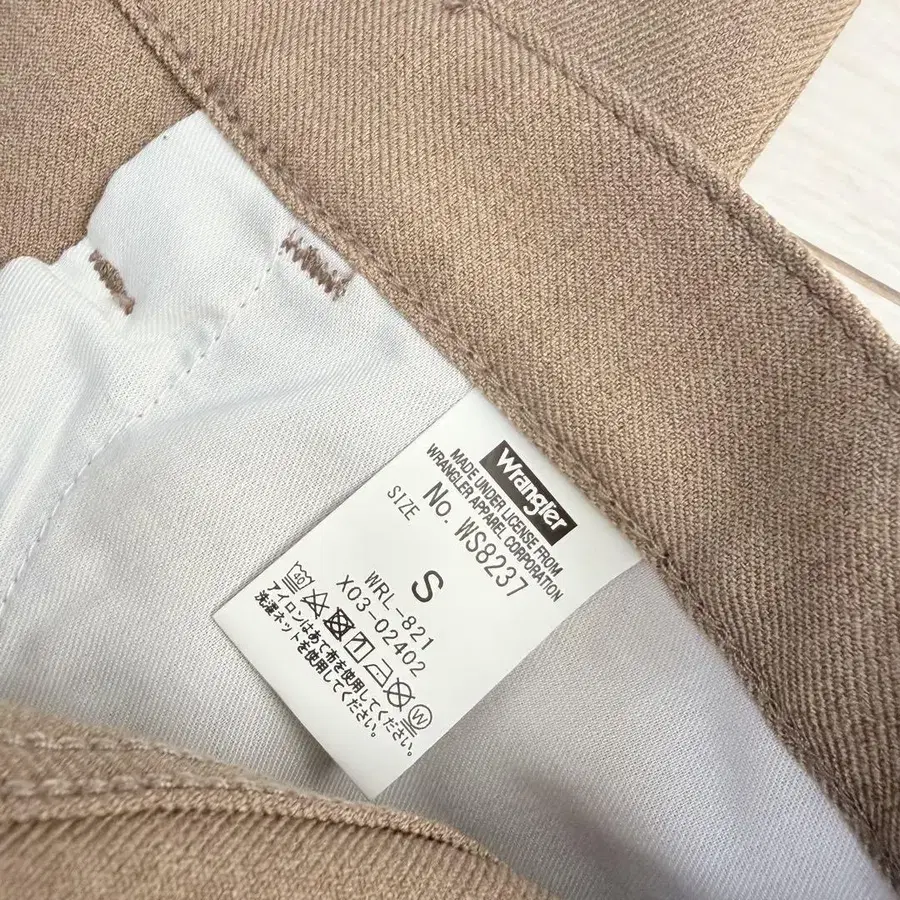 Wrangler
MADE UNDER LICENSE FROM
WRANGLER APPAREL CORPORATION
No. WS8237
SIZE
S
WRL-821
X03-02402
40
W
アイロンはあて布を使用してください。
洗濯ネットを使用してください。